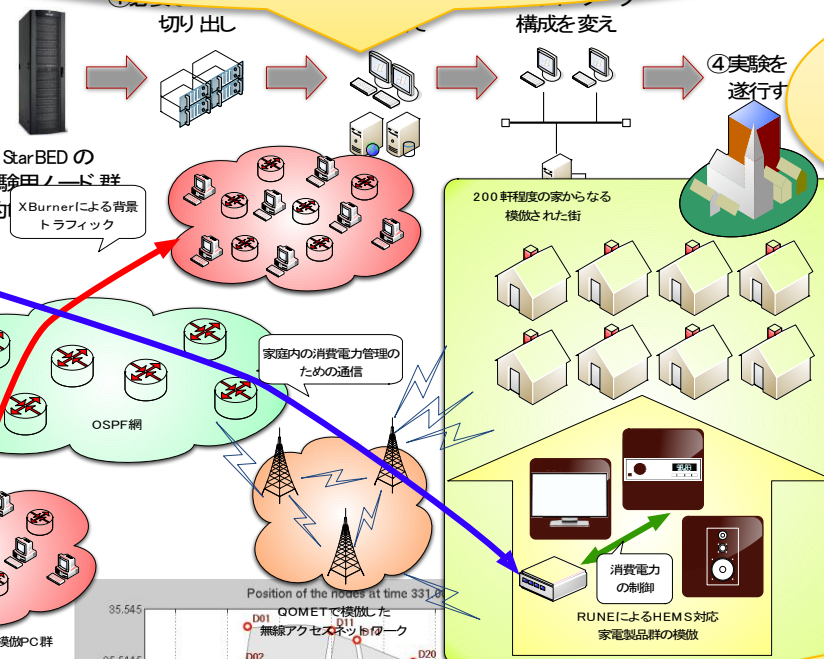 切り出し
構成を変え
④実験を
遂行す
StarBED の
XBurnerによる背景
トラフィック
200軒程度の家からなる
模倣された街
家庭内の消費電力管理の
ための通信
OSPF網
消費電力
の制御
RUNEによるHEMS対応
家電製品群の模倣
Position of the nodes at time 331.0
QOMETで模倣した
無線アクセスネットワーク
35.545
D01
D11
D02
D20
模倣PC群